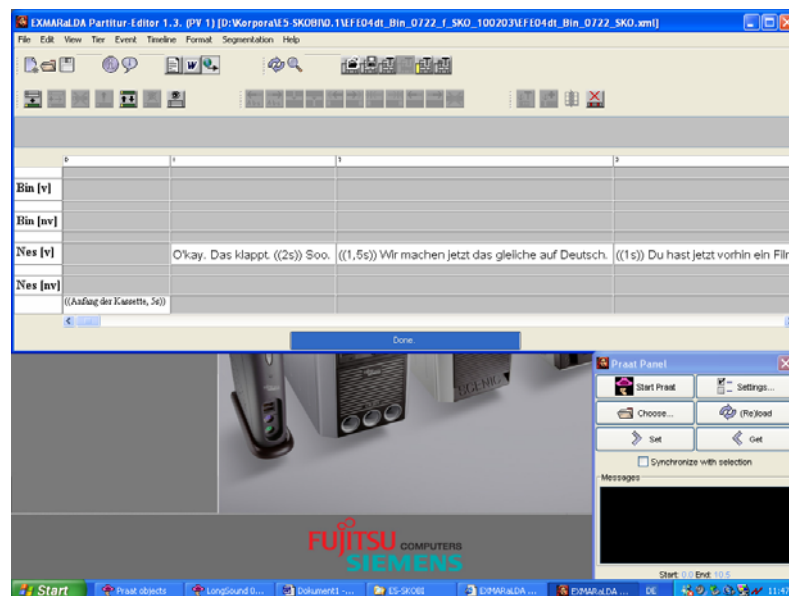 EXMARaLDA Partitur-Editor 1.3. (PV 1) [D:\Korpora\E5-SKOBI\0.1\EFE04dt_Bin_0722_f_SKO_100203\EFE04dt_Bin_0722_SKO.xml]
File Edit View Tier Event Timeline Format Segmentation Help
0 1 2 3
Bin [v]
Bin [nv]
Nes [v] O'kay. Das klappt. ((2s)) Soo. ((1,5s)) Wir machen jetzt das gleiche auf Deutsch. ((1s)) Du hast jetzt vorhin ein Film
Nes [nv]
((Anfang der Kassette, 5s))
Done.
Praat Panel
Start Praat Settings...
Choose... (Re)load
Set Get
Synchronize with selection
Messages
SCENIC
FUJITSU COMPUTERS
SIEMENS
Start: 0.0 End: 10.5
Start Praat objects LongSound 0... Dokument1 -... ES-SKOBI EXMARaLDA ... EXMARaLDA ... DE 11:47